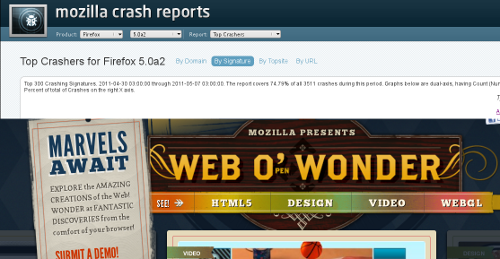 mozilla crash reports
Product: Firefox 5.0a2 Report: Top Crashers
Top Crashers for Firefox 5.0a2 By Domain By Signature By Topsite By URL
Top 300 Crashing Signatures. 2011-04-30 03:00:00 through 2011-05-07 03:00:00. The report covers 74.79% of all 3511 crashes during this period. Graphs below are dual-axis, having Count (Num
Percent of total of Crashes on the right X axis.
MARVELS
AWAIT
EXPLORE the AMAZING
CREATIONS of the Web!
WONDER at FANTASTIC
DISCOVERIES from the
comfort of your browser!
SUBMIT A DEMO!
MOZILLA PRESENTS
WEB O' PEN WONDER
SEE! HTML5 DESIGN VIDEO WEBGL
VIDEO
DESIGN